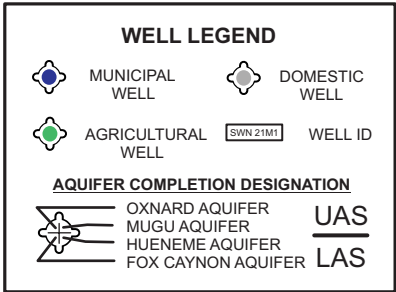 WELL LEGEND
MUNICIPAL WELL
DOMESTIC WELL
AGRICULTURAL WELL
SWN 21M1
WELL ID
AQUIFER COMPLETION DESIGNATION
OXNARD AQUIFER
MUGU AQUIFER
HUENEME AQUIFER
FOX CAYNON AQUIFER
UAS
LAS